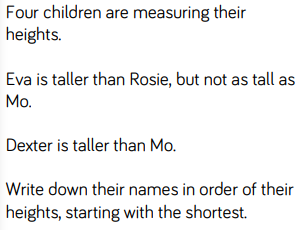 Four children are measuring their
heights.
Eva is taller than Rosie, but not as tall as
Mo.
Dexter is taller than Mo.
Write down their names in order of their
heights, starting with the shortest.